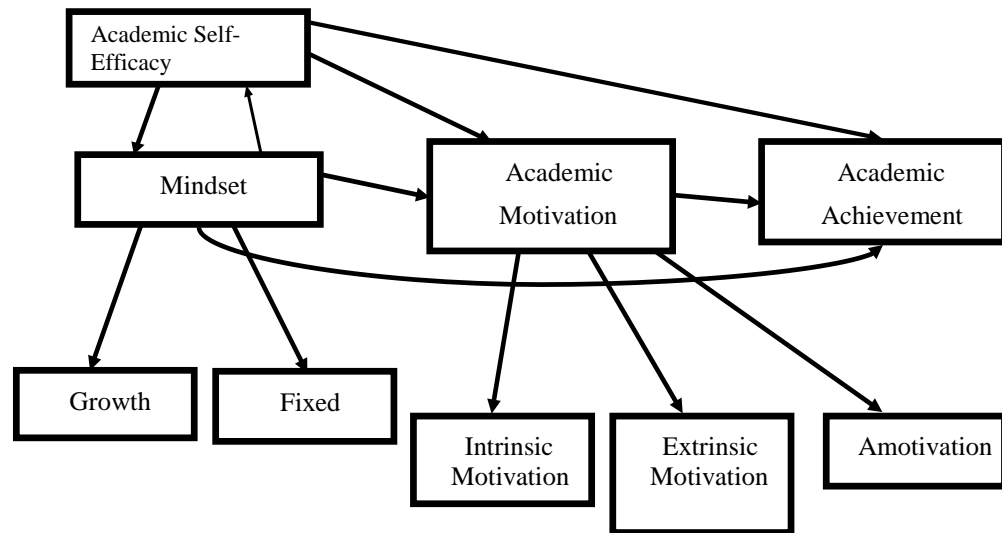 Academic Self-
Efficacy
Mindset
Academic
Motivation
Academic
Achievement
Growth
Fixed
Intrinsic
Motivation
Extrinsic
Motivation
Amotivation